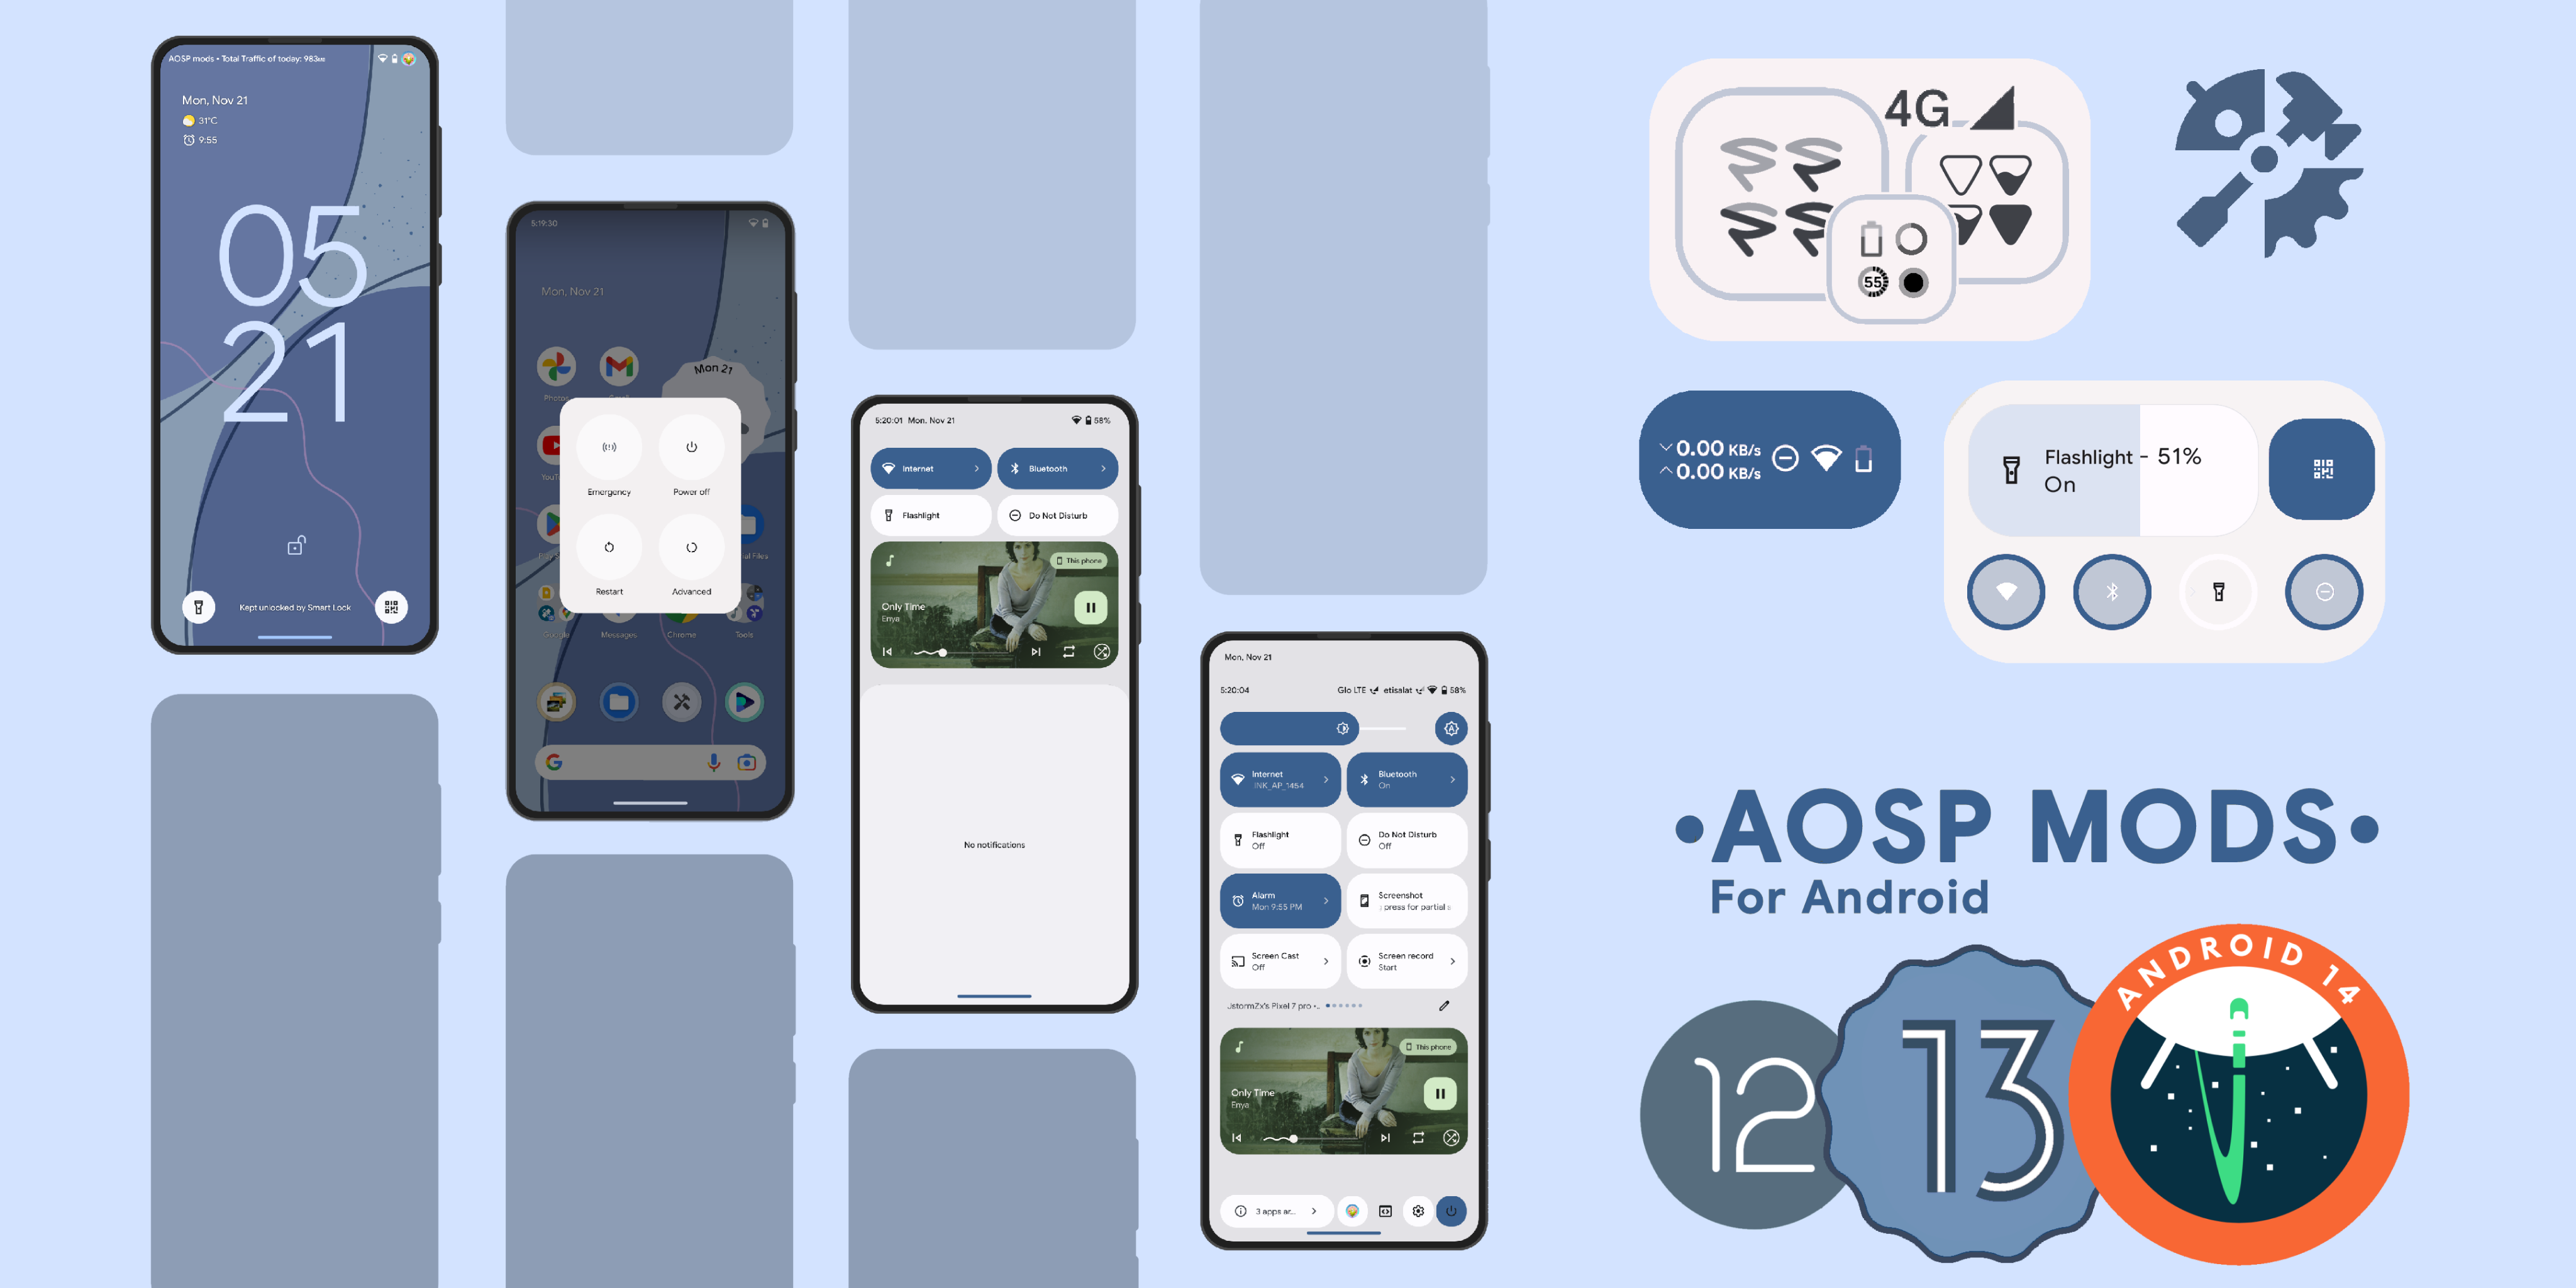 AOSP mods • Total Traffic of today: 983MB
Mon, Nov 21
31°C
9:55
05
21
Kept unlocked by Smart Lock
5:19:30
Mon, Nov 21
Mon 21
Photos
Emergency
Power off
Restart
Advanced
Google
Messages
Chrome
Tools
5:20:01 Mon, Nov 21
58%
Internet
Bluetooth
Flashlight
Do Not Disturb
This phone
Only Time
Enya
No notifications
Mon, Nov 21
5:20:04
Glo LTE etisalat 58%
Internet
INK_AP_1454
Bluetooth
On
Flashlight
Off
Do Not Disturb
Off
Alarm
Mon 9:55 PM
Screenshot
press for partial s
Screen Cast
Off
Screen record
Start
JstormZx's Pixel 7 pro •..
This phone
Only Time
Enya
3 apps ar...
4G
55
0.00 KB/s
0.00 KB/s
Flashlight - 51%
On
•AOSP MODS•
For Android
12
13
ANDROID 14